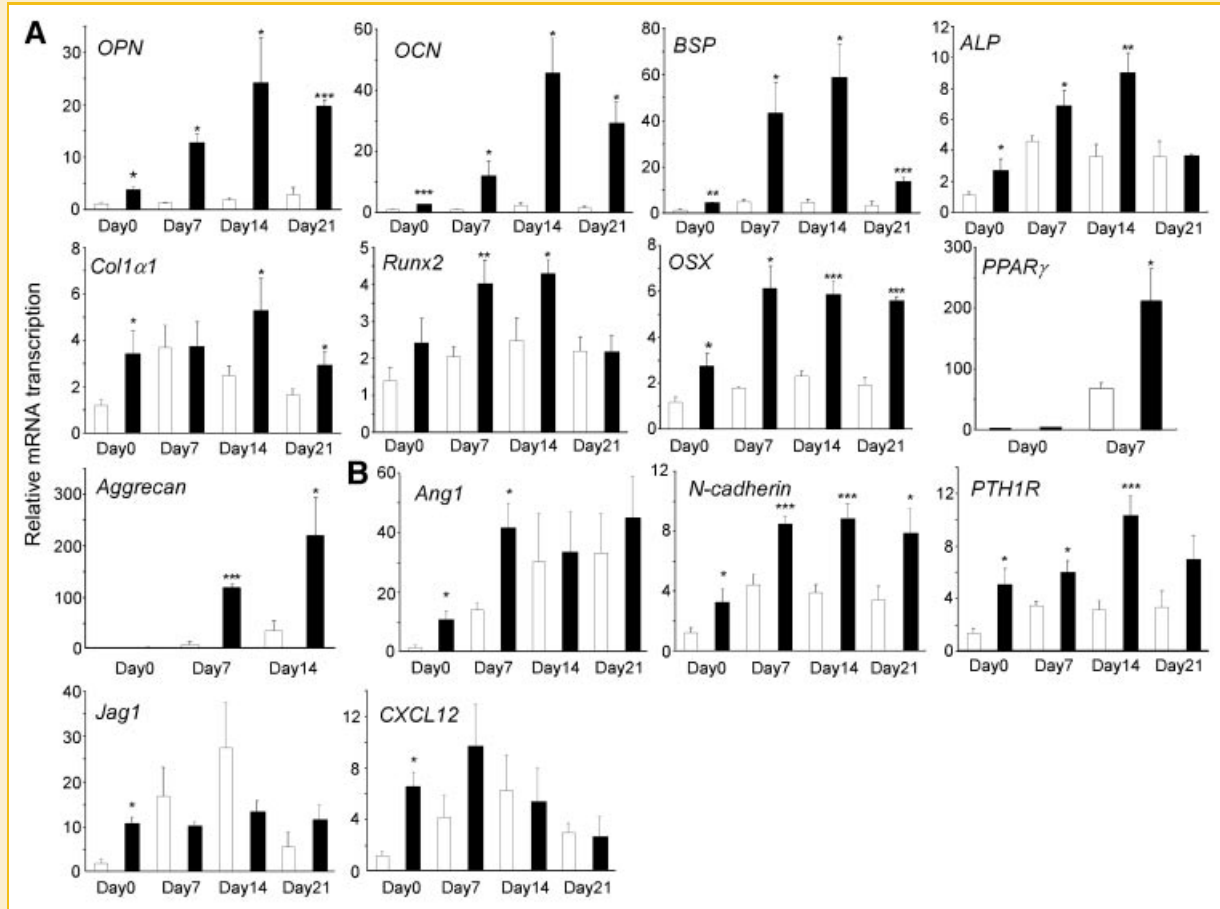 A
Relative mRNA transcription
OPN
35
30
20
10
0
* * * ***
Day0 Day7 Day14 Day21
OCN
60
40
20
0
*** * * *
Day0 Day7 Day14 Day21
BSP
80
60
40
20
0
** * * ***
Day0 Day7 Day14 Day21
ALP
12
10
8
6
4
2
0
* * **
Day0 Day7 Day14 Day21
Col1α1
8
6
4
2
0
* * *
Day0 Day7 Day14 Day21
Runx2
5
4
3
2
1
0
** *
Day0 Day7 Day14 Day21
OSX
8
6
4
2
0
* * *** ***
Day0 Day7 Day14 Day21
PPARγ
300
200
100
0
*
Day0 Day7
Aggrecan
300
200
100
0
*** *
Day0 Day7 Day14
B
Ang1
60
40
20
0
* *
Day0 Day7 Day14 Day21
N-cadherin
12
8
4
0
* *** *** *
Day0 Day7 Day14 Day21
PTH1R
12
8
4
0
* * ***
Day0 Day7 Day14 Day21
Jag1
40
30
20
10
0
*
Day0 Day7 Day14 Day21
CXCL12
12
8
4
0
*
Day0 Day7 Day14 Day21